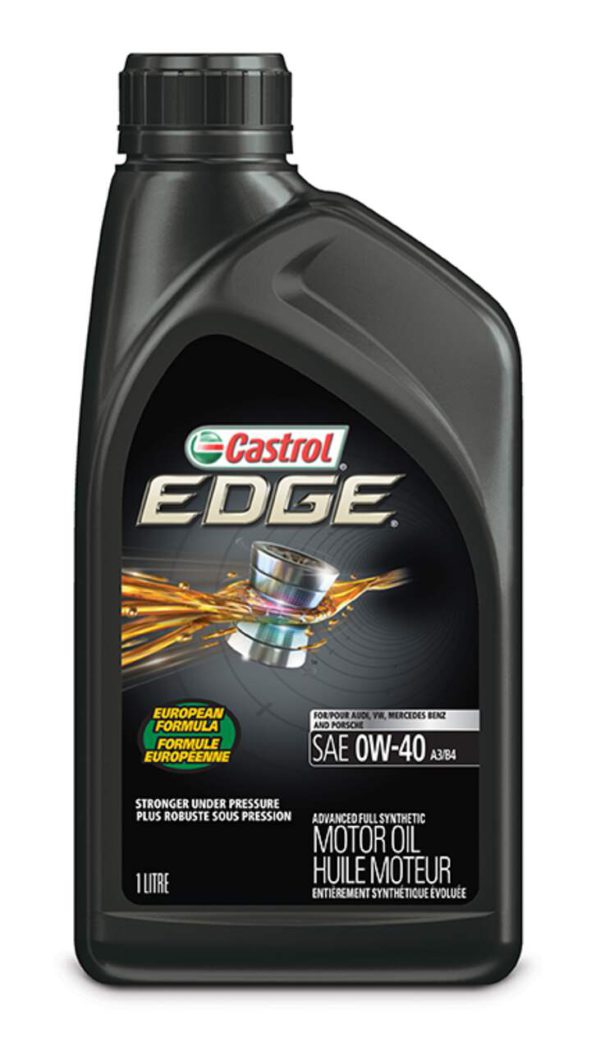 Castrol
EDGE
EUROPEAN
FORMULA
FORMULE
EUROPÉENNE
FOR/POUR AUDI, VW, MERCEDES BENZ
AND PORSCHE
SAE 0W-40 A3/B4
STRONGER UNDER PRESSURE
PLUS ROBUSTE SOUS PRESSION
ADVANCED FULL SYNTHETIC
MOTOR OIL
HUILE MOTEUR
ENTIÈREMENT SYNTHÉTIQUE ÉVOLUÉE
1 LITRE